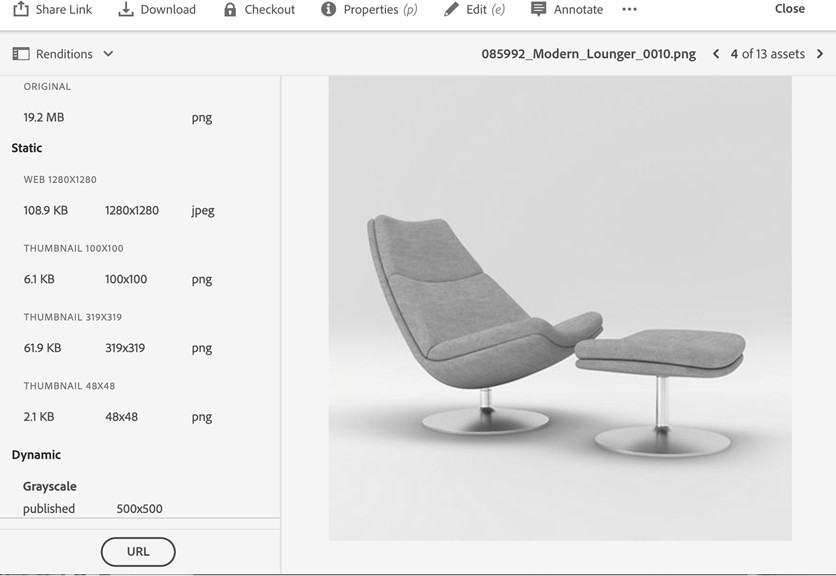 Share Link Download Checkout Properties (p) Edit (e) Annotate ••• Close
Renditions 085992_Modern_Lounger_0010.png 4 of 13 assets
ORIGINAL
19.2 MB png
Static
WEB 1280X1280
108.9 KB 1280x1280 jpeg
THUMBNAIL 100X100
6.1 KB 100x100 png
THUMBNAIL 319X319
61.9 KB 319x319 png
THUMBNAIL 48X48
2.1 KB 48x48 png
Dynamic
Grayscale
published 500x500
URL